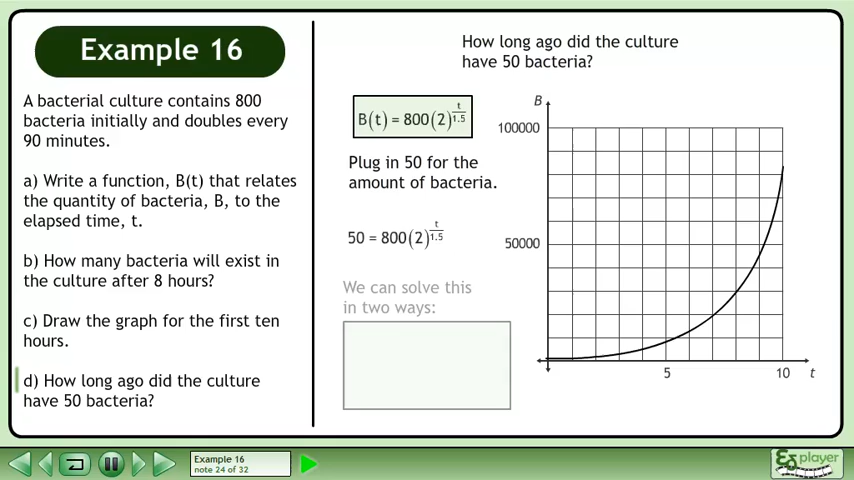 Example 16
A bacterial culture contains 800
bacteria initially and doubles every
90 minutes.
a) Write a function, B(t) that relates
the quantity of bacteria, B, to the
elapsed time, t.
b) How many bacteria will exist in
the culture after 8 hours?
c) Draw the graph for the first ten
hours.
d) How long ago did the culture
have 50 bacteria?
How long ago did the culture
have 50 bacteria?
B(t) = 800(2)^(t/1.5)
Plug in 50 for the
amount of bacteria.
50 = 800(2)^(t/1.5)
We can solve this
in two ways:
B
100000
50000
5
10
t
Example 16
note 24 of 32
player